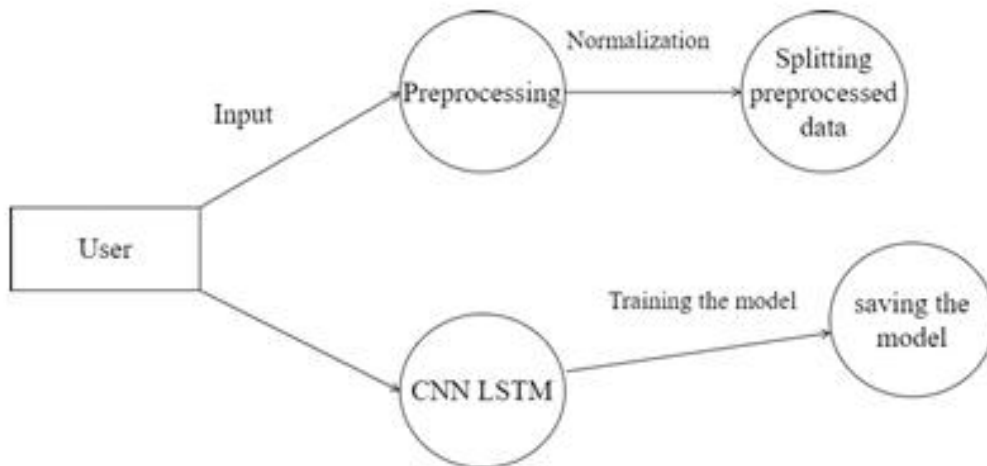 Normalization
Preprocessing
Splitting
preprocessed
data
Input
User
Training the model
saving the
model
CNN LSTM